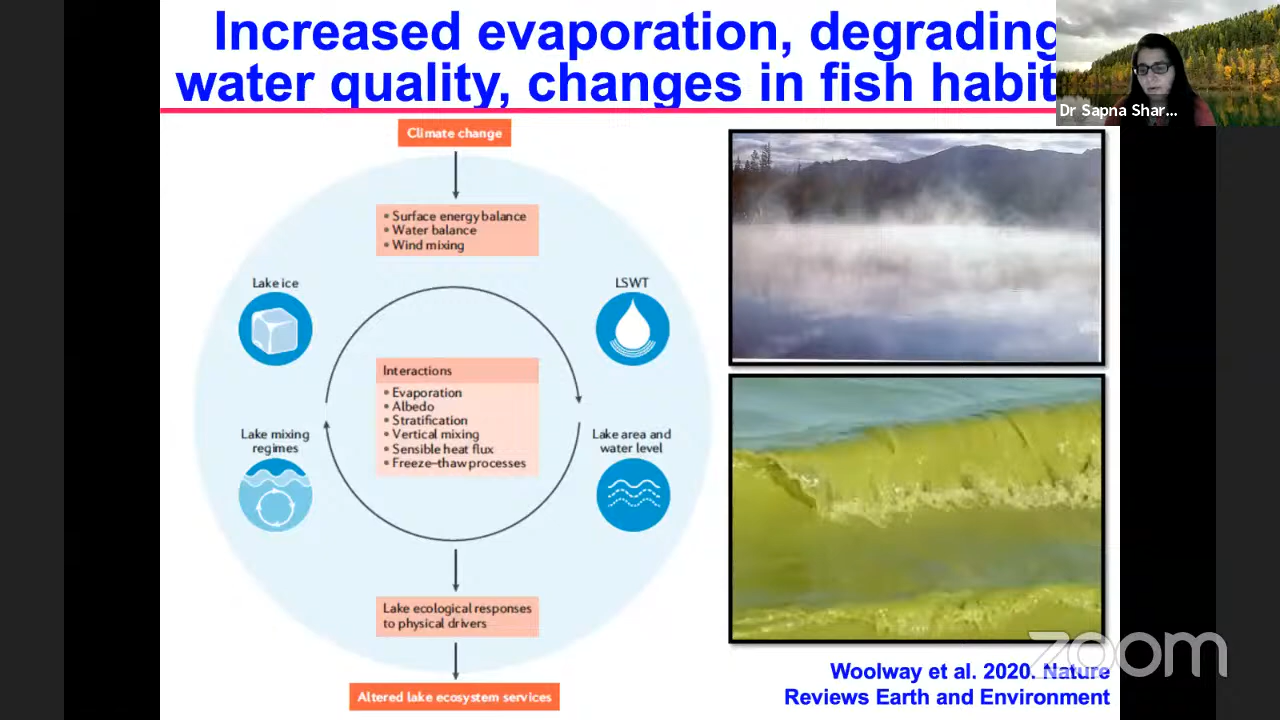 Increased evaporation, degrading
water quality, changes in fish habit
Dr Sapna Shar...
Climate change
• Surface energy balance
• Water balance
• Wind mixing
Lake ice
LSWT
Interactions
• Evaporation
• Albedo
• Stratification
• Vertical mixing
• Sensible heat flux
• Freeze–thaw processes
Lake mixing
regimes
Lake area and
water level
Lake ecological responses
to physical drivers
Altered lake ecosystem services
zoom
Woolway et al. 2020. Nature
Reviews Earth and Environment